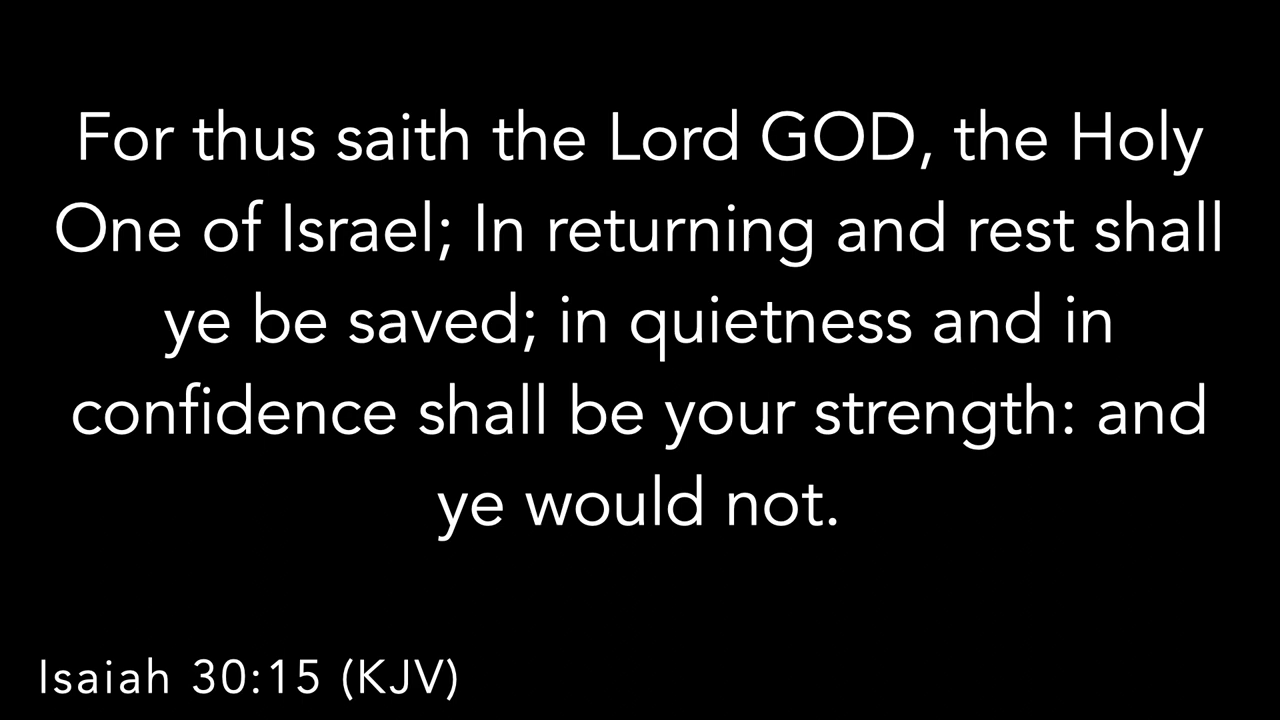 For thus saith the Lord GOD, the Holy
One of Israel; In returning and rest shall
ye be saved; in quietness and in
confidence shall be your strength: and
ye would not.
Isaiah 30:15 (KJV)